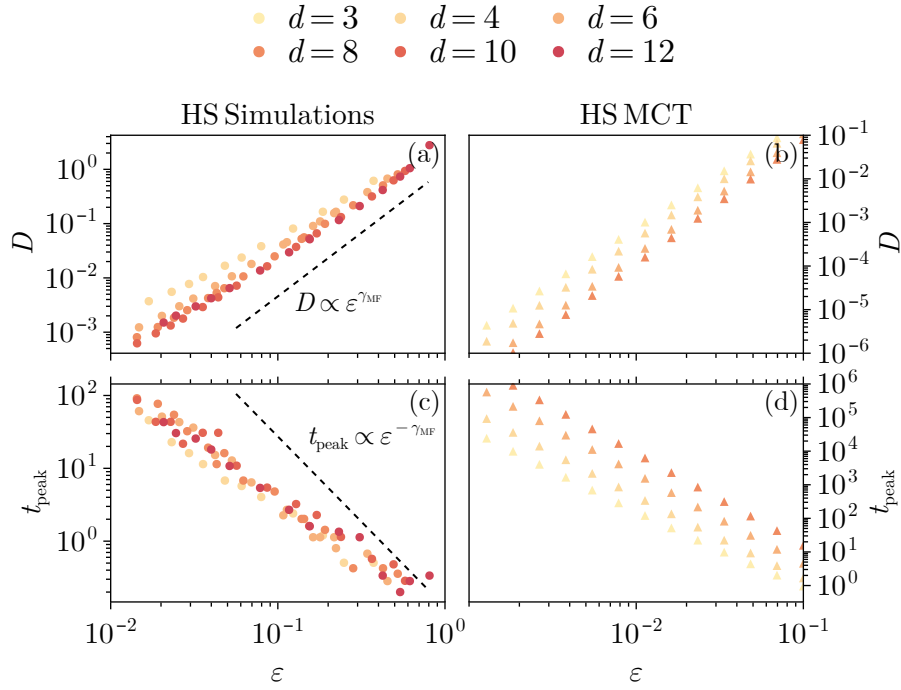 d = 3 d = 4 d = 6
d = 8 d = 10 d = 12
HS Simulations HS MCT
(a)
10^0
10^{-1}
10^{-2}
10^{-3}
D
D ∝ ε^{γ_MF}
(b)
10^{-1}
10^{-2}
10^{-3}
10^{-4}
10^{-5}
10^{-6}
D
(c)
10^2
10^1
10^0
t_peak
t_peak ∝ ε^{-γ_MF}
10^{-2} 10^{-1} 10^0
ε
(d)
10^6
10^5
10^4
10^3
10^2
10^1
10^0
t_peak
10^{-2} 10^{-1}
ε